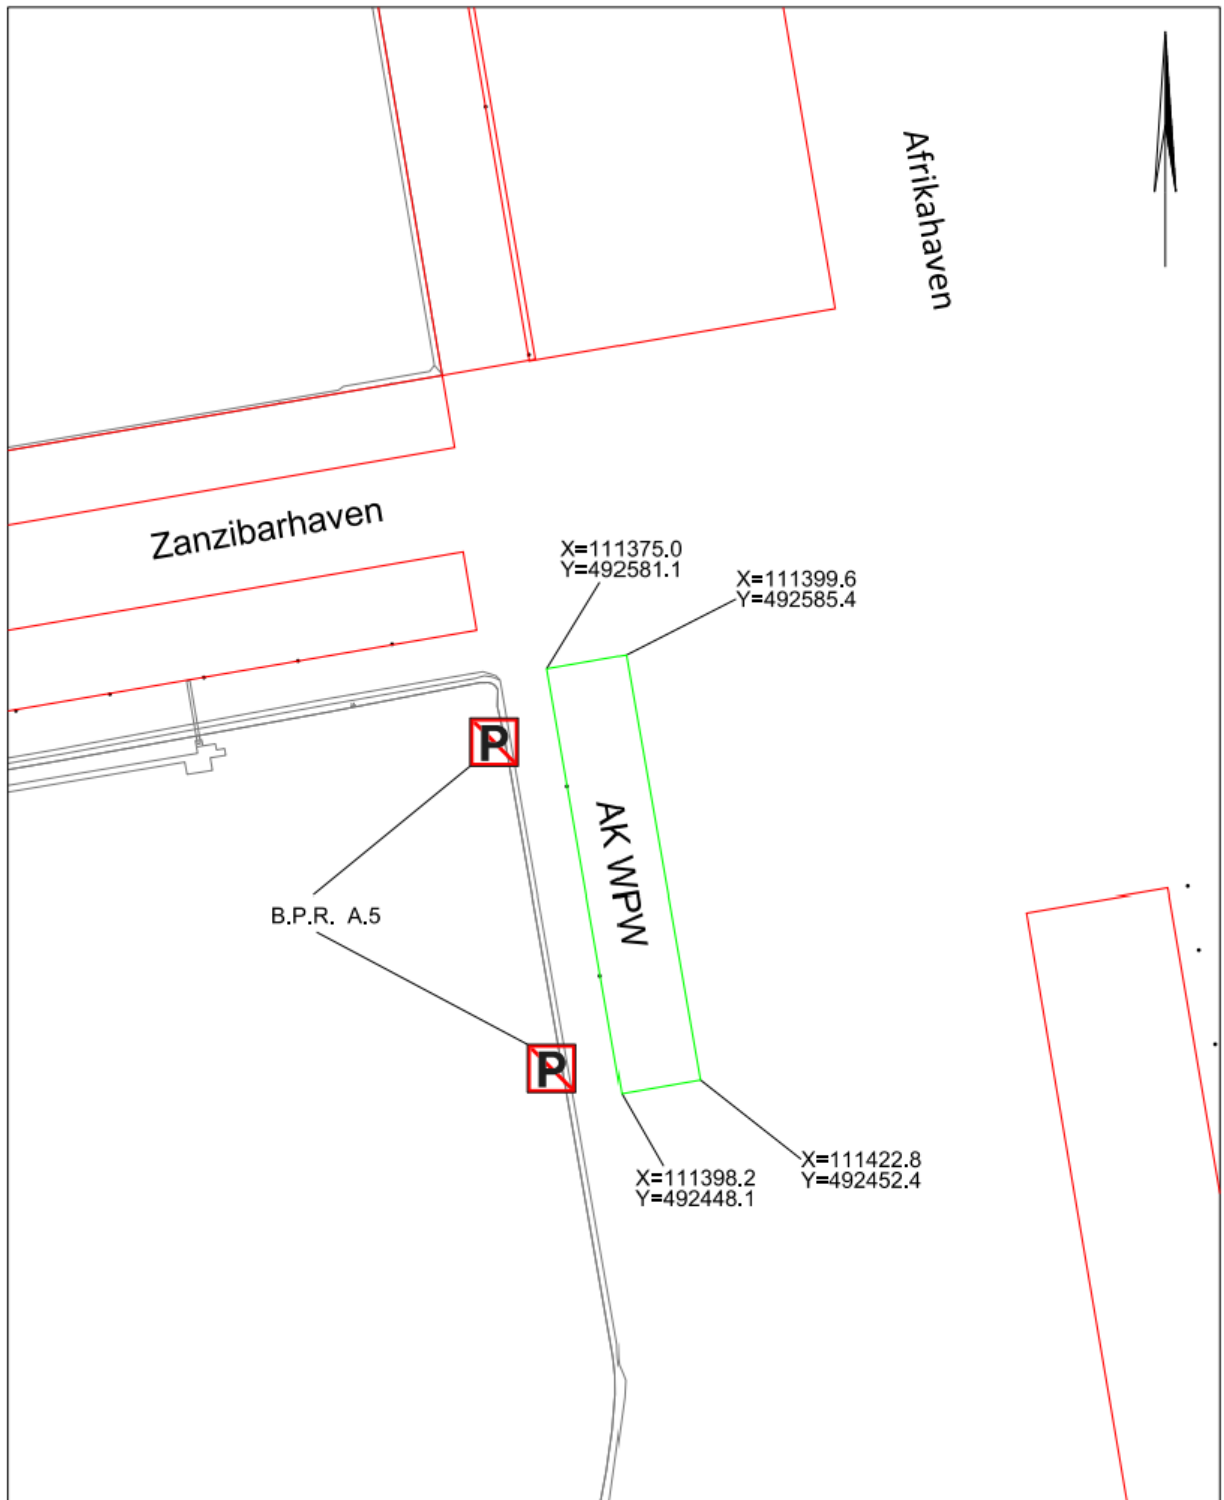 Afrikahaven
Zanzibarhaven
X=111375.0
Y=492581.1
X=111399.6
Y=492585.4
P
AK WPW
B.P.R. A.5
P
X=111398.2
Y=492448.1
X=111422.8
Y=492452.4